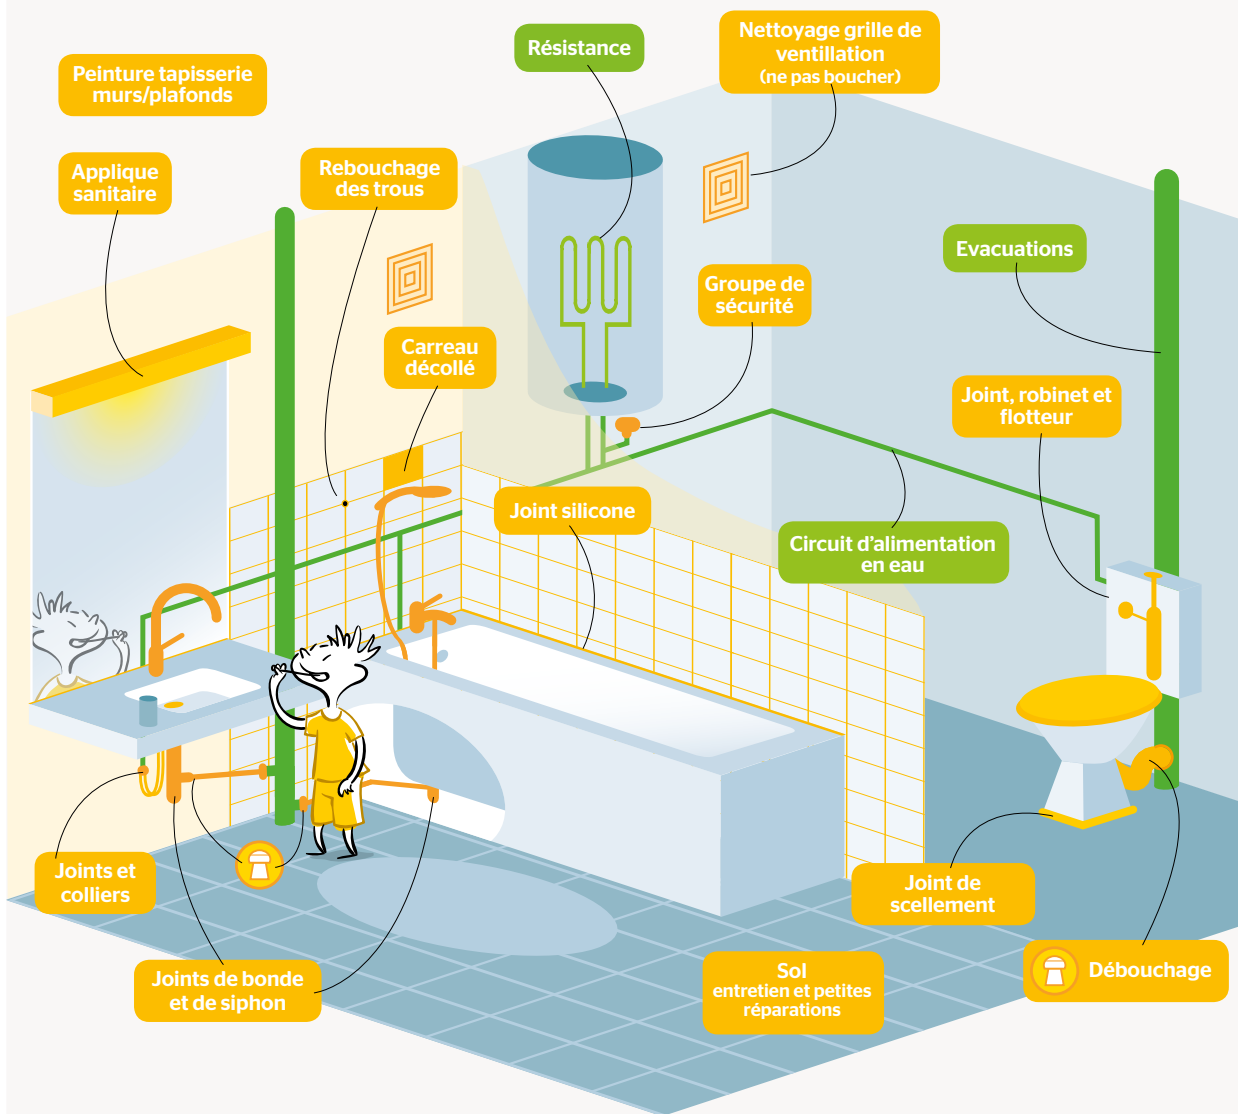 Résistance
Nettoyage grille de
ventillation
(ne pas boucher)
Peinture tapisserie
murs/plafonds
Applique
sanitaire
Rebouchage
des trous
Evacuations
Groupe de
sécurité
Carreau
décollé
Joint, robinet et
flotteur
Joint silicone
Circuit d'alimentation
en eau
Joints et
colliers
Joint de
scellement
Joints de bonde
et de siphon
Sol
entretien et petites
réparations
Débouchage